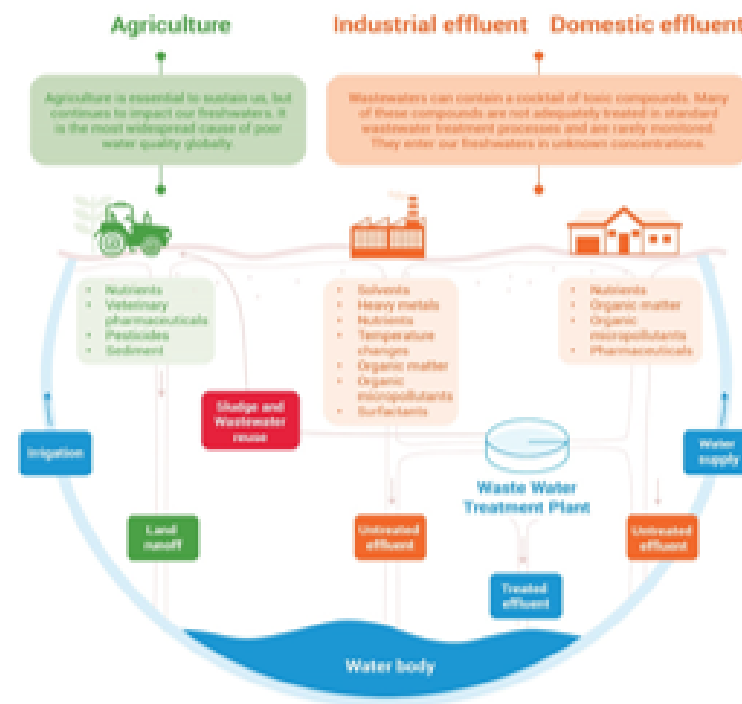 Agriculture
Industrial effluent
Domestic effluent
Agriculture is essential to sustain us, but
continues to impact our freshwaters. It
is the most widespread cause of poor
water quality globally.
Wastewaters can contain a cocktail of toxic compounds. Many
of these compounds are not adequately treated in standard
wastewater treatment processes and are rarely monitored.
They enter our freshwaters in unknown concentrations.
• Nutrients
• Veterinary
pharmaceuticals
• Pesticides
• Sediment
• Solvents
• Heavy metals
• Nutrients
• Temperature
changes
• Organic matter
• Organic
micropollutants
• Surfactants
• Nutrients
• Organic matter
• Organic
micropollutants
• Pharmaceuticals
Sludge and
Wastewater
reuse
Irrigation
Water
supply
Waste Water
Treatment Plant
Land
runoff
Untreated
effluent
Untreated
effluent
Treated
effluent
Water body